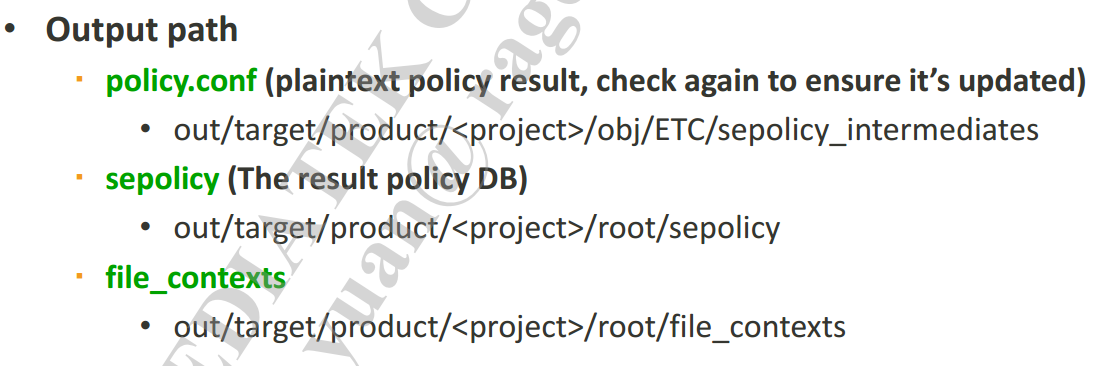 • Output path
▪ policy.conf (plaintext policy result, check again to ensure it’s updated)
• out/target/product/<project>/obj/ETC/sepolicy_intermediates
▪ sepolicy (The result policy DB)
• out/target/product/<project>/root/sepolicy
▪ file_contexts
• out/target/product/<project>/root/file_contexts
EDIATEK C
yuan@